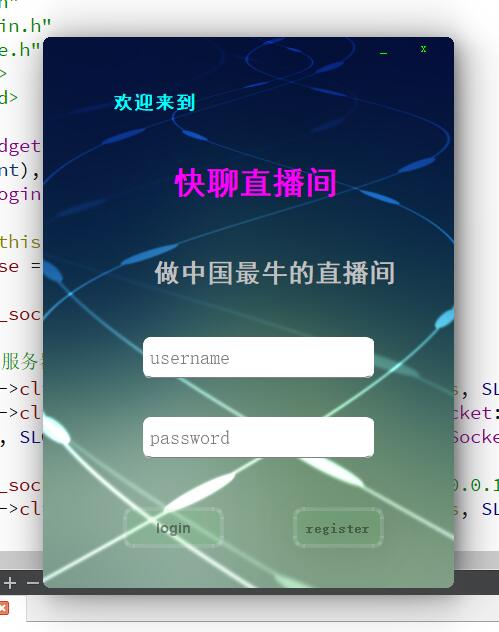 n"
in.h"
e.h"
>
d>
_ x
欢迎来到
dget
nt),
ogin
快聊直播间
this
se =
做中国最牛的直播间
_soc
服务
username
->cl
s, SL
->cl
cket:
password
, SL
Socke
_soc
0.0.1
->cl
s, SL
login
register